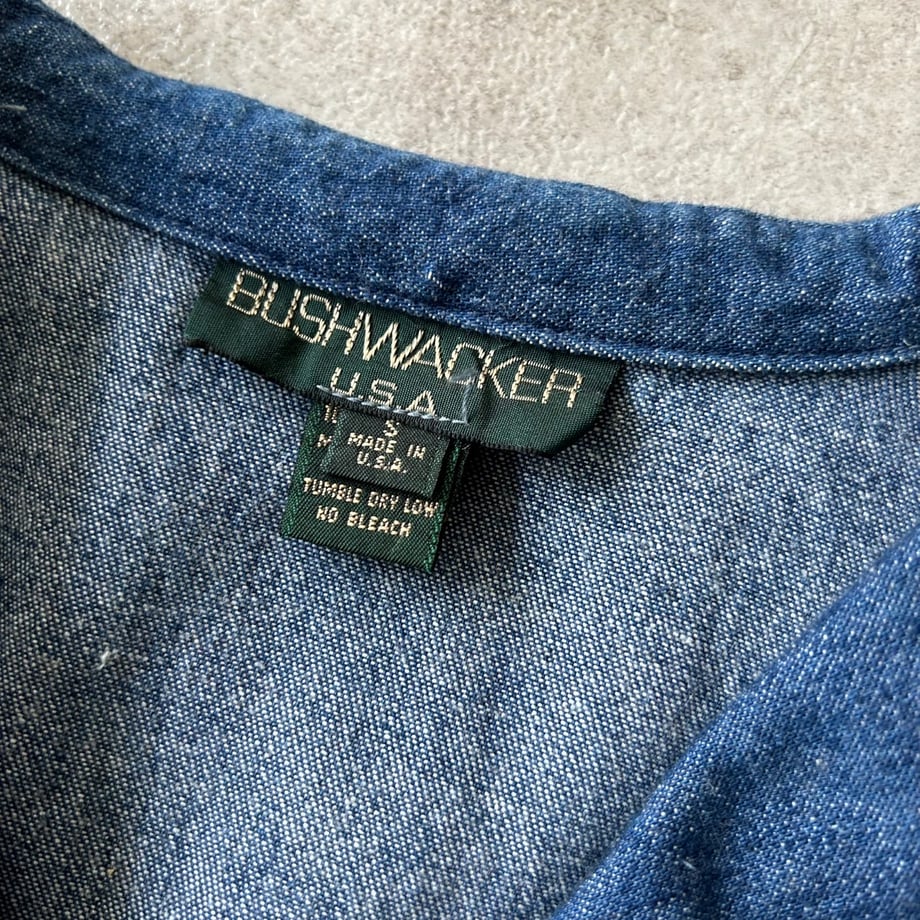 BUSHWACKER
U.S.A.
S
MADE IN
U.S.A.
TUMBLE DRY LOW
NO BLEACH